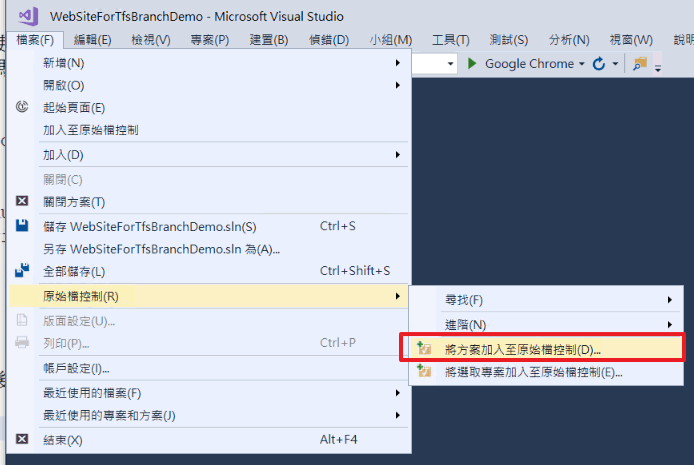 WebSiteForTfsBranchDemo - Microsoft Visual Studio
檔案(F) 編輯(E) 檢視(V) 專案(P) 建置(B) 偵錯(D) 小組(M) 工具(T) 測試(S) 分析(N) 視窗(W) 說明
Google Chrome
新增(N)
開啟(O)
起始頁面(E)
加入至原始檔控制
加入(D)
關閉(C)
關閉方案(T)
儲存 WebSiteForTfsBranchDemo.sln(S) Ctrl+S
另存 WebSiteForTfsBranchDemo.sln 為(A)...
全部儲存(L) Ctrl+Shift+S
原始檔控制(R)
尋找(F)
進階(N)
將方案加入至原始檔控制(D)...
將選取專案加入至原始檔控制(E)...
版面設定(U)...
列印(P)... Ctrl+P
帳戶設定(I)...
最近使用的檔案(F)
最近使用的專案和方案(J)
結束(X) Alt+F4